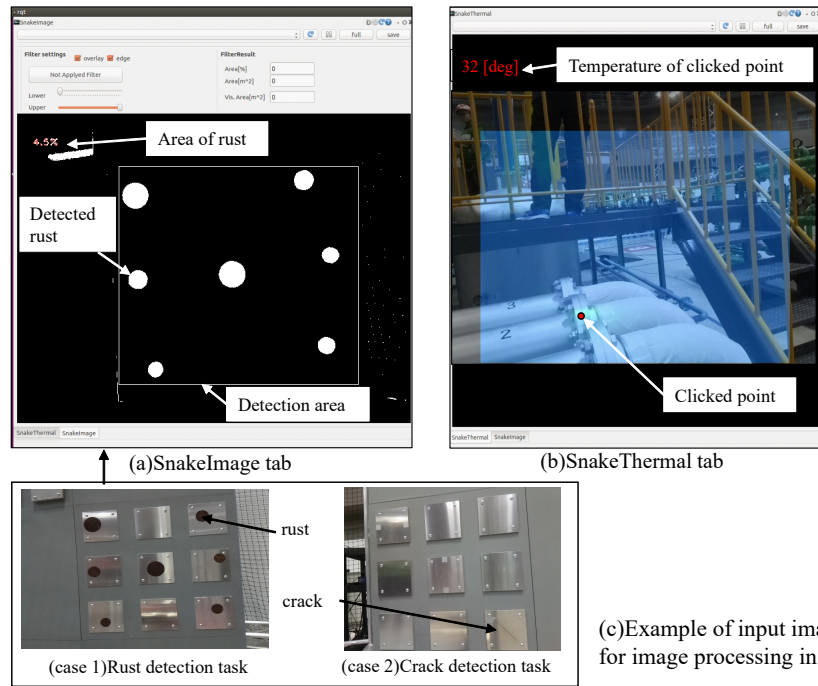 - rqt
SnakeImage
full
save
Filter settings
overlay
edge
FilterResult
Not Applyed Filter
Area[%]
0
Area[m^2]
0
Lower
Upper
Vis. Area[m^2]
0
4.5%
Area of rust
Detected
rust
Detection area
SnakeThermal
SnakeImage
(a)SnakeImage tab
SnakeThermal
full
save
32 [deg]
Temperature of clicked point
3
2
Clicked point
SnakeThermal
SnakeImage
(b)SnakeThermal tab
rust
crack
(case 1)Rust detection task
(case 2)Crack detection task
(c)Example of input ima
for image processing in